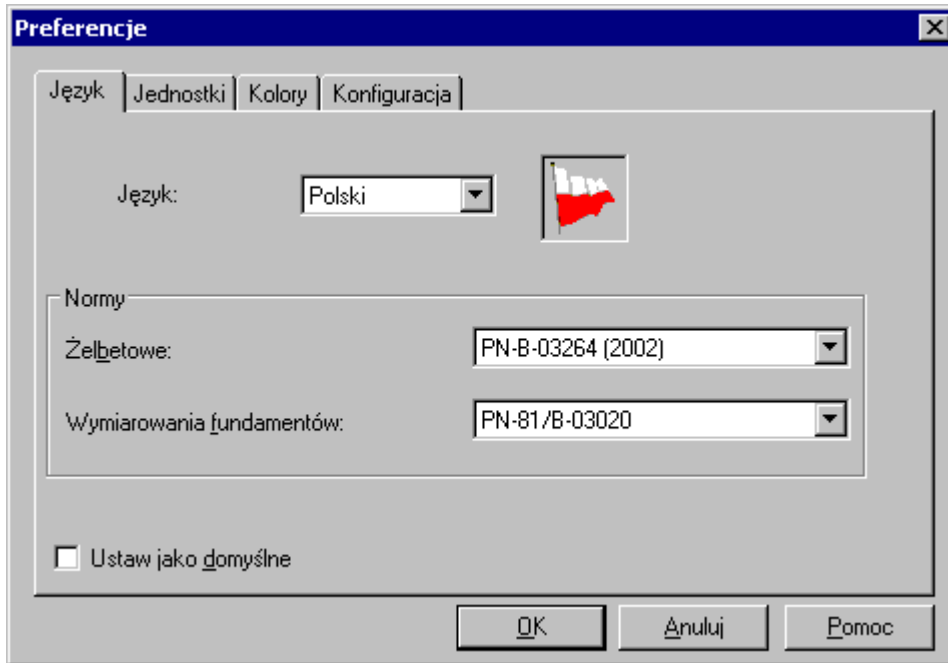 Preferencje
Język
Jednostki
Kolory
Konfiguracja
Język:
Polski
Normy
Żelbetowe:
PN-B-03264 (2002)
Wymiarowania fundamentów:
PN-81/B-03020
Ustaw jako domyślne
OK
Anuluj
Pomoc